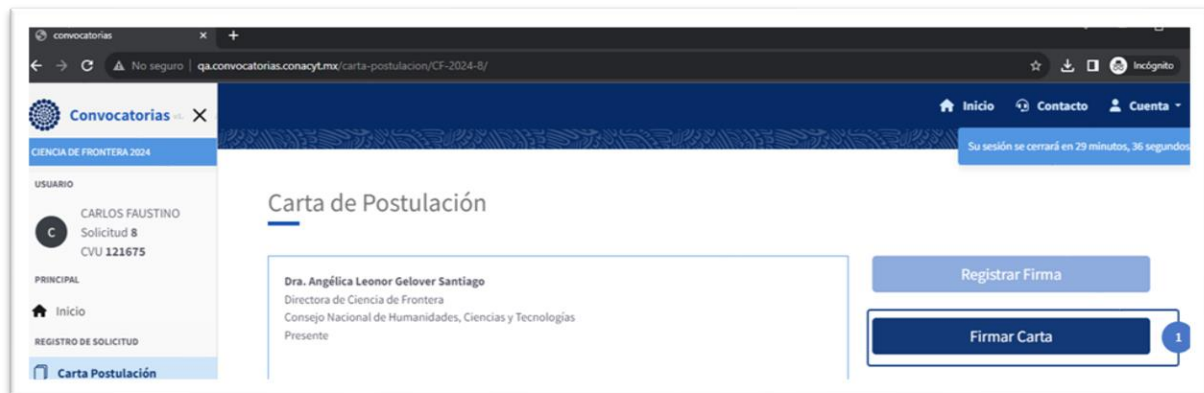 convocatorias
No seguro | qa.convocatorias.conacyt.mx/carta-postulacion/CF-2024-8/
Incógnito
Convocatorias
Inicio
Contacto
Cuenta
CIENCIA DE FRONTERA 2024
Su sesión se cerrará en 29 minutos, 36 segundos
USUARIO
C
CARLOS FAUSTINO
Solicitud 8
CVU 121675
Carta de Postulación
PRINCIPAL
Inicio
REGISTRO DE SOLICITUD
Carta Postulación
Dra. Angélica Leonor Gelover Santiago
Directora de Ciencia de Frontera
Consejo Nacional de Humanidades, Ciencias y Tecnologías
Presente
Registrar Firma
Firmar Carta
1